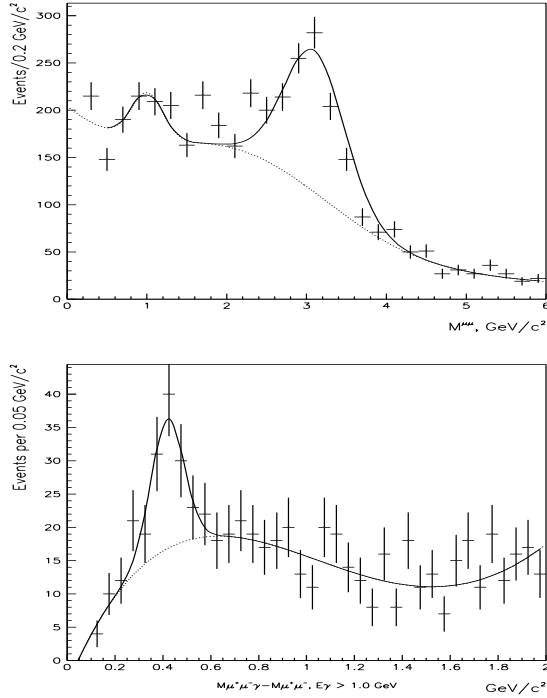 Events/0.2 GeV/c²
300
250
200
150
100
50
0
0 1 2 3 4 5 6
M^μμ, GeV/c²
Events per 0.05 GeV/c²
40
35
30
25
20
15
10
5
0
0 0.2 0.4 0.6 0.8 1 1.2 1.4 1.6 1.8 2
Mμ⁺μ⁻γ−Mμ⁺μ⁻, Eγ > 1.0 GeV
GeV/c²